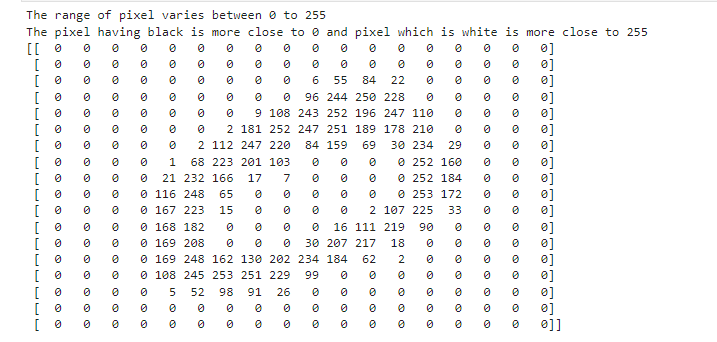 The range of pixel varies between 0 to 255
The pixel having black is more close to 0 and pixel which is white is more close to 255
[[  0   0   0   0   0   0   0   0   0   0   0   0   0   0   0   0   0   0]
 [  0   0   0   0   0   0   0   0   0   0   0   0   0   0   0   0   0   0]
 [  0   0   0   0   0   0   0   0   0   6  55  84  22   0   0   0   0   0]
 [  0   0   0   0   0   0   0   0   0  96 244 250 228   0   0   0   0   0]
 [  0   0   0   0   0   0   0   9 108 243 252 196 247 110   0   0   0   0]
 [  0   0   0   0   0   0   2 181 252 247 251 189 178 210   0   0   0   0]
 [  0   0   0   0   0   2 112 247 220  84 159  69  30 234  29   0   0   0]
 [  0   0   0   0   1  68 223 201 103   0   0   0   0 252 160   0   0   0]
 [  0   0   0   0  21 232 166  17   7   0   0   0   0 252 184   0   0   0]
 [  0   0   0   0 116 248  65   0   0   0   0   0   0 253 172   0   0   0]
 [  0   0   0   0 167 223  15   0   0   0   0   2 107 225  33   0   0   0]
 [  0   0   0   0 168 182   0   0   0   0  16 111 219  90   0   0   0   0]
 [  0   0   0   0 169 208   0   0   0  30 207 217  18   0   0   0   0   0]
 [  0   0   0   0 169 248 162 130 202 234 184  62   2   0   0   0   0   0]
 [  0   0   0   0 108 245 253 251 229  99   0   0   0   0   0   0   0   0]
 [  0   0   0   0   5  52  98  91  26   0   0   0   0   0   0   0   0   0]
 [  0   0   0   0   0   0   0   0   0   0   0   0   0   0   0   0   0   0]
 [  0   0   0   0   0   0   0   0   0   0   0   0   0   0   0   0   0   0]]